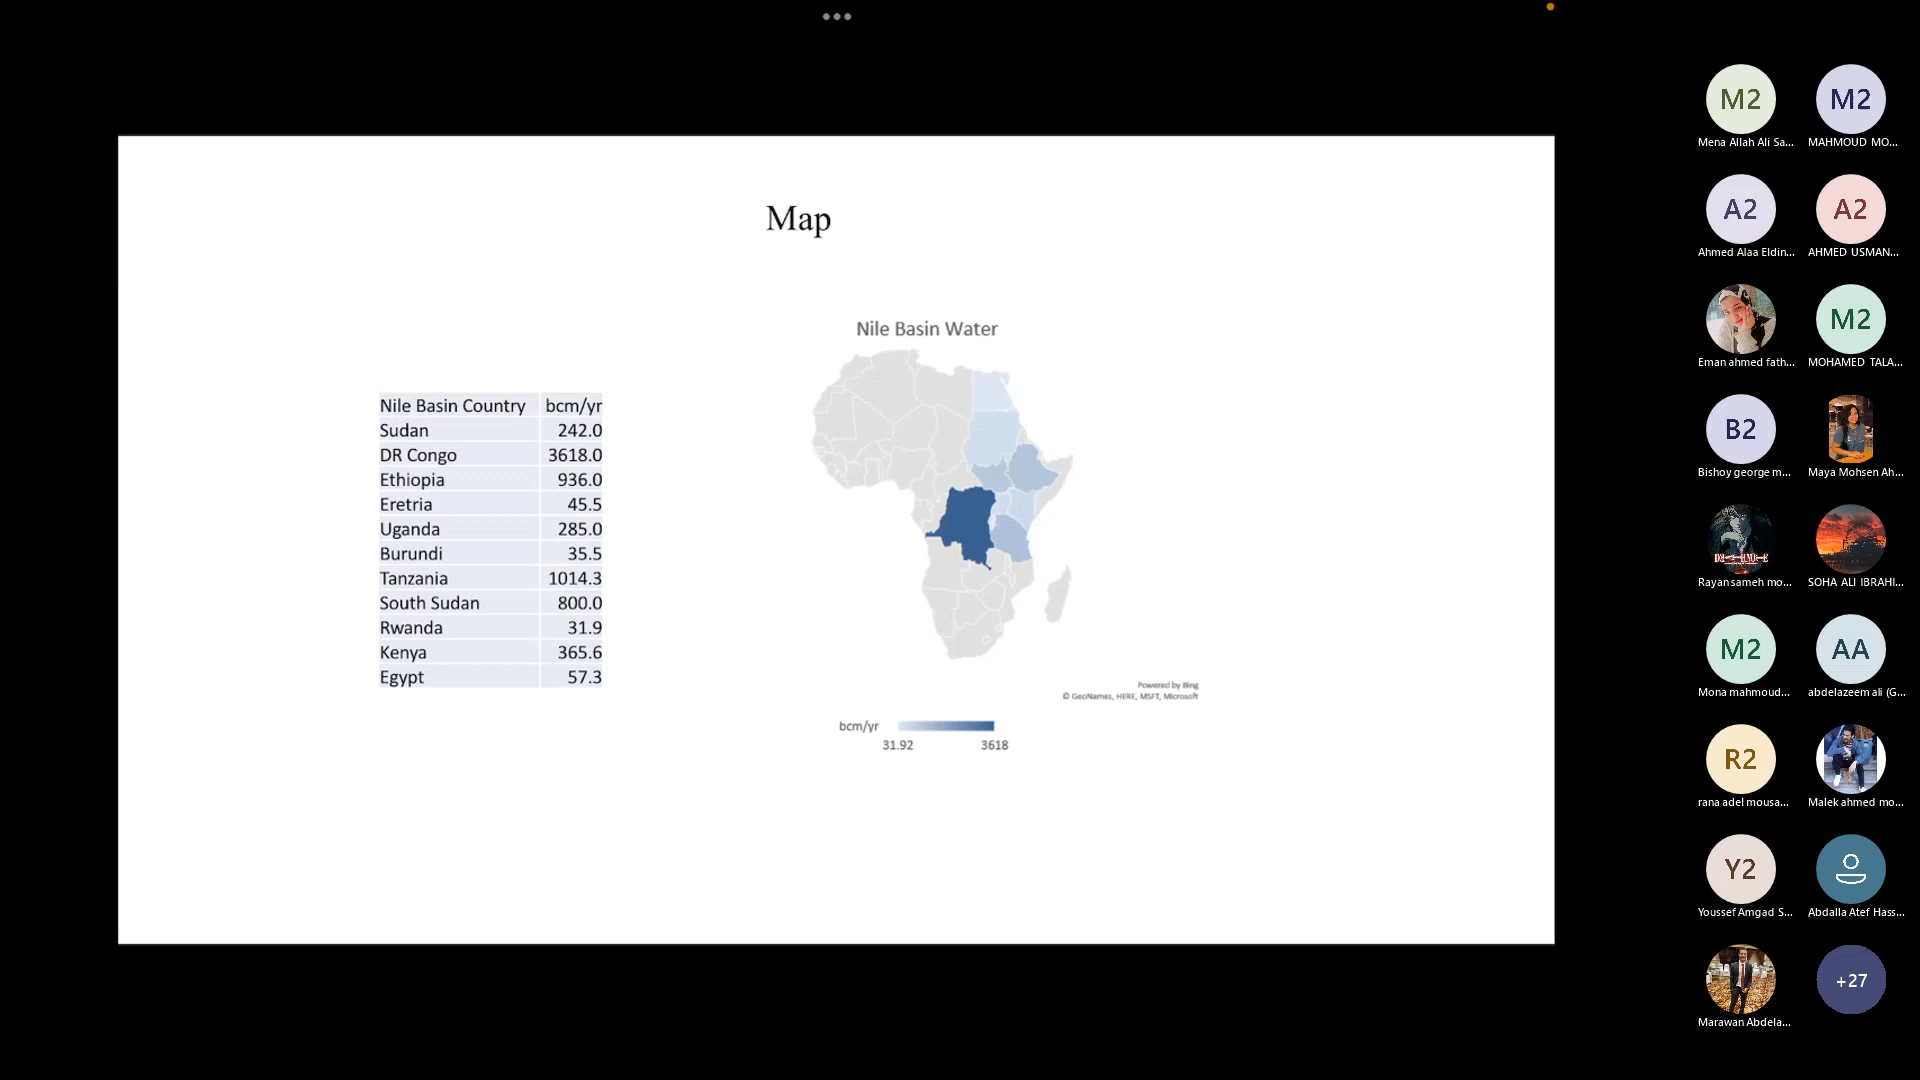 Map
Nile Basin Country bcm/yr
Sudan 242.0
DR Congo 3618.0
Ethiopia 936.0
Eretria 45.5
Uganda 285.0
Burundi 35.5
Tanzania 1014.3
South Sudan 800.0
Rwanda 31.9
Kenya 365.6
Egypt 57.3
Nile Basin Water
Powered by Bing
© GeoNames, HERE, MSFT, Microsoft
bcm/yr
31.92 3618
M2 M2
Mena Allah Ali Sa... MAHMOUD MO...
A2 A2
Ahmed Alaa Eldin... AHMED USMAN...
M2
Eman ahmed fath... MOHAMED TALA...
B2
Bishoy george m... Maya Mohsen Ah...
Rayan sameh mo... SOHA ALI IBRAHI...
M2 AA
Mona mahmoud... abdelazeem ali (G...
R2
rana adel mousa... Malek ahmed mo...
Y2
Youssef Amgad S... Abdalla Atef Hass...
+27
Marawan Abdela...